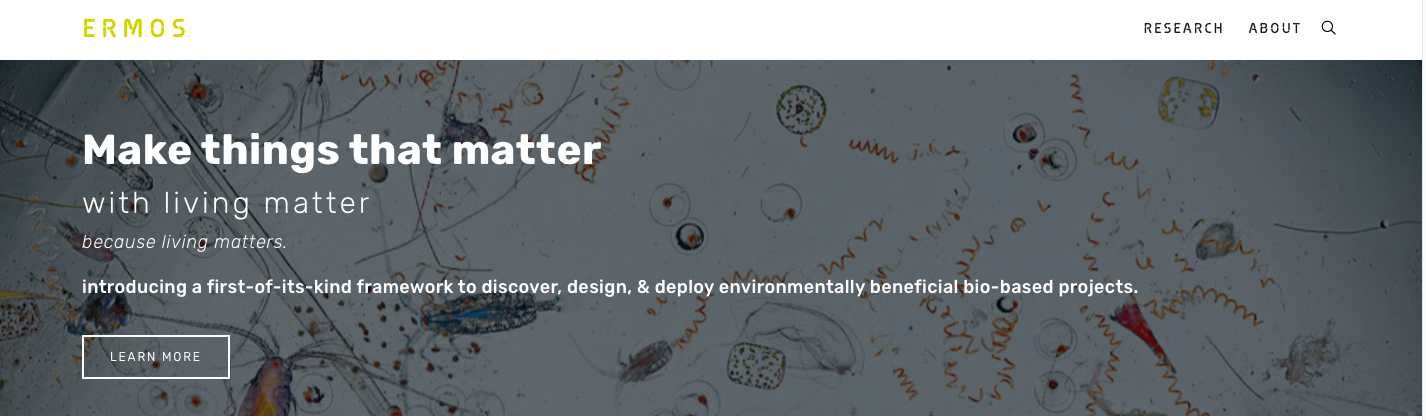 ERMOS
RESEARCH ABOUT
Make things that matter
with living matter
because living matters.
introducing a first-of-its-kind framework to discover, design, & deploy environmentally beneficial bio-based projects.
LEARN MORE